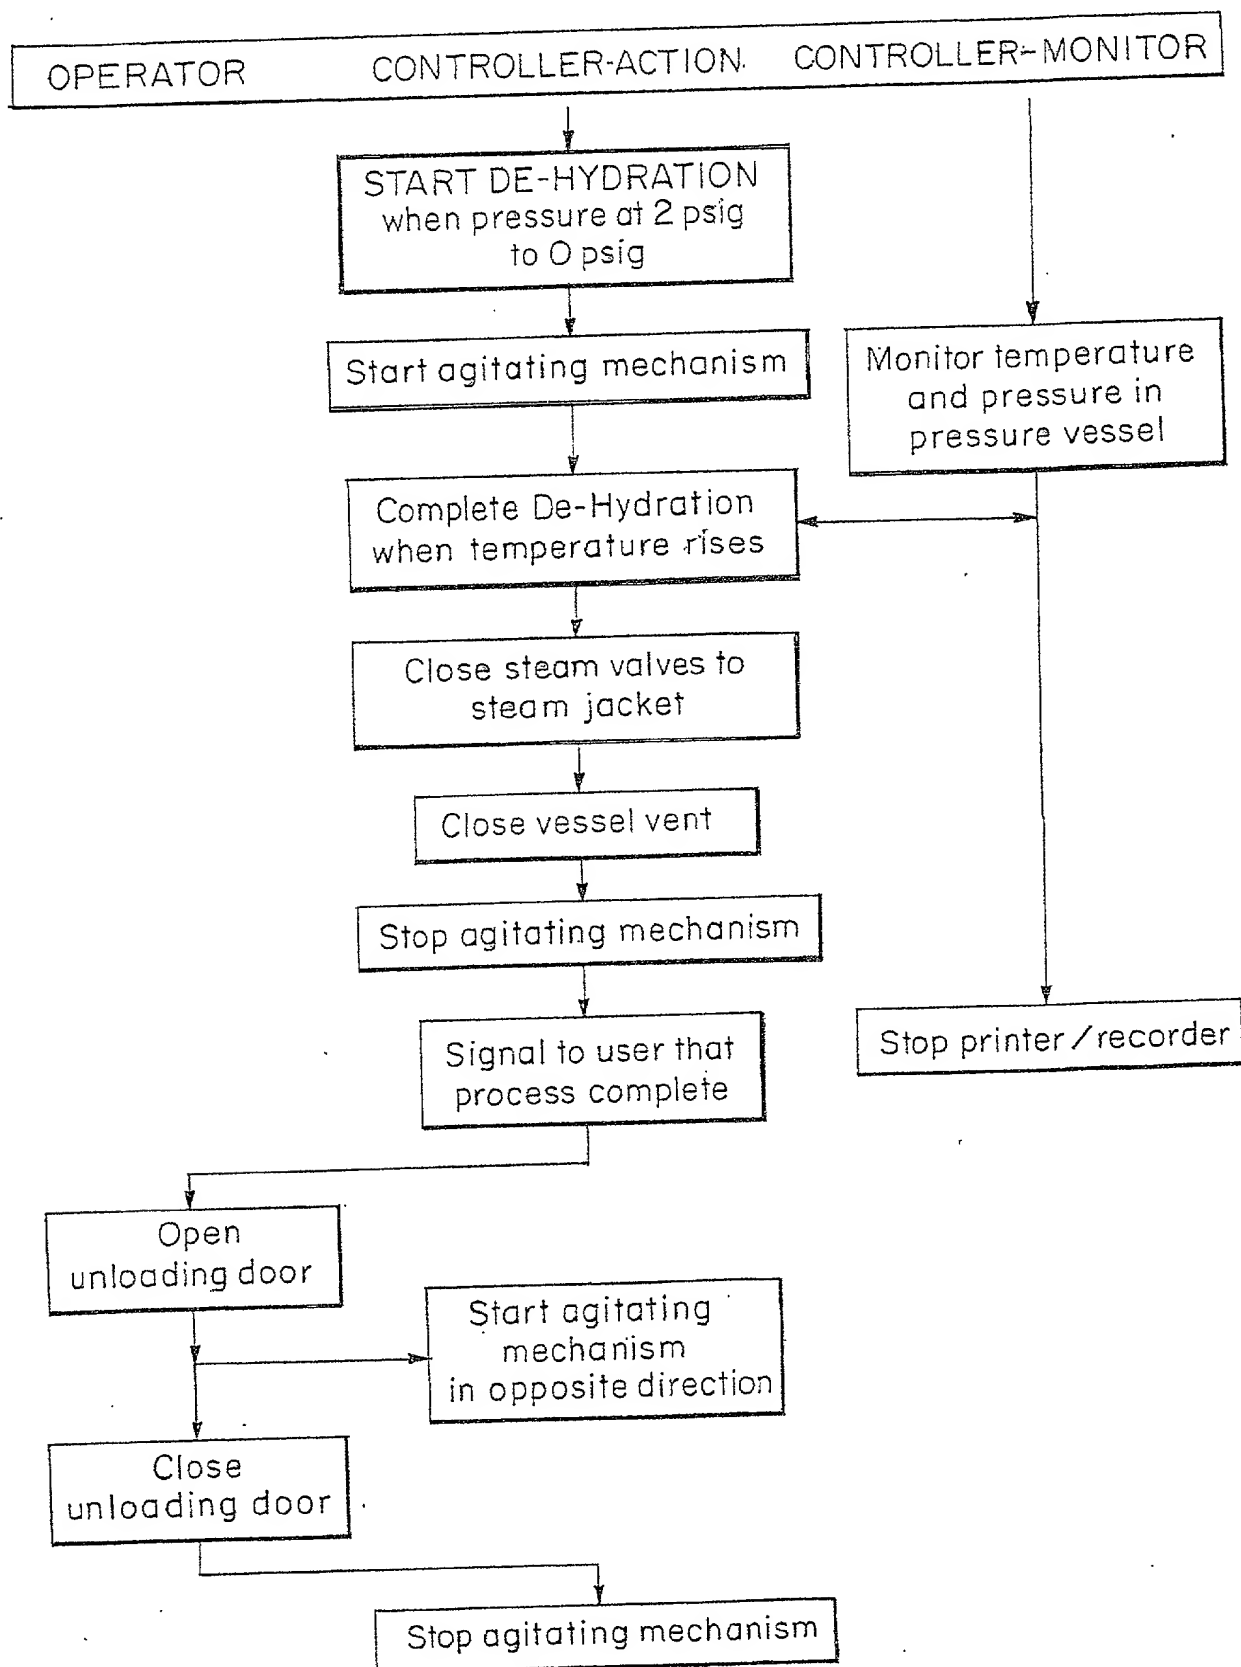 OPERATOR CONTROLLER-ACTION. CONTROLLER-MONITOR
START DE-HYDRATION
when pressure at 2 psig
to 0 psig
Start agitating mechanism
Monitor temperature
and pressure in
pressure vessel
Complete De-Hydration
when temperature rises
Close steam valves to
steam jacket
Close vessel vent
Stop agitating mechanism
Signal to user that
process complete
Stop printer/recorder
Open
unloading door
Start agitating
mechanism
in opposite direction
Close
unloading door
Stop agitating mechanism